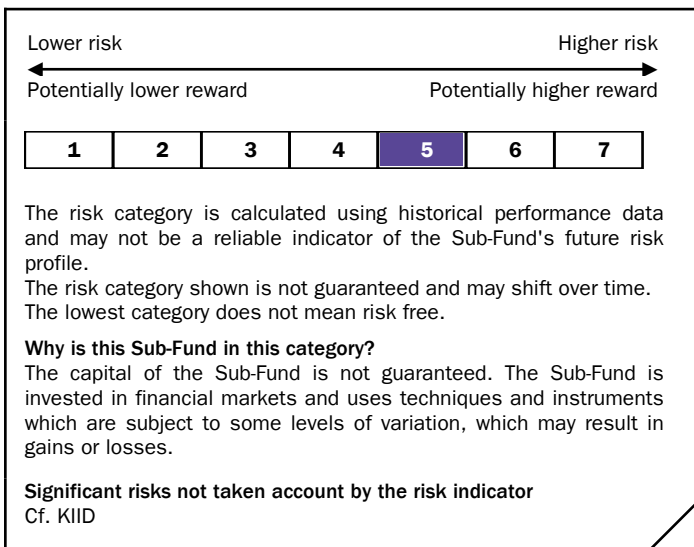 Lower risk Higher risk
Potentially lower reward Potentially higher reward
1 2 3 4 5 6 7
The risk category is calculated using historical performance data
and may not be a reliable indicator of the Sub-Fund's future risk
profile.
The risk category shown is not guaranteed and may shift over time.
The lowest category does not mean risk free.
Why is this Sub-Fund in this category?
The capital of the Sub-Fund is not guaranteed. The Sub-Fund is
invested in financial markets and uses techniques and instruments
which are subject to some levels of variation, which may result in
gains or losses.
Significant risks not taken account by the risk indicator
Cf. KIID